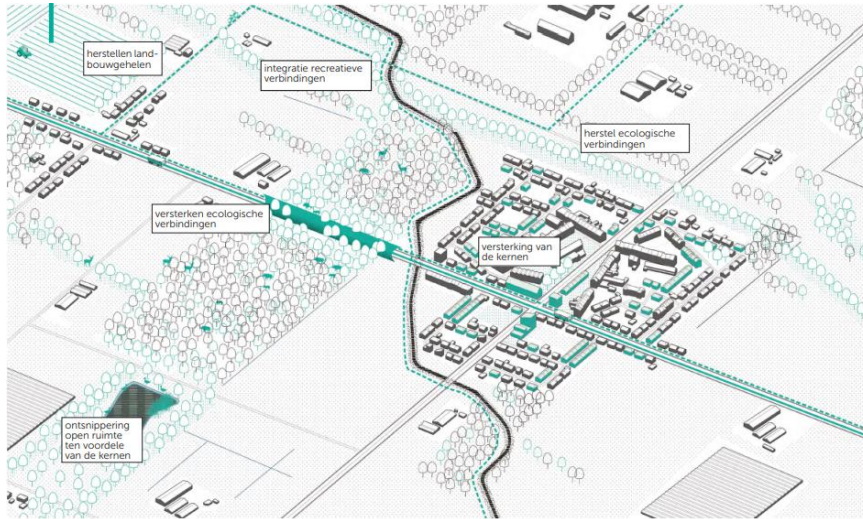 herstellen land-
bouwgehelen
integratie recreatieve
verbindingen
herstel ecologische
verbindingen
versterken ecologische
verbindingen
versterking van
de kernen
ontsnippering
open ruimte
ten voordele
van de kernen